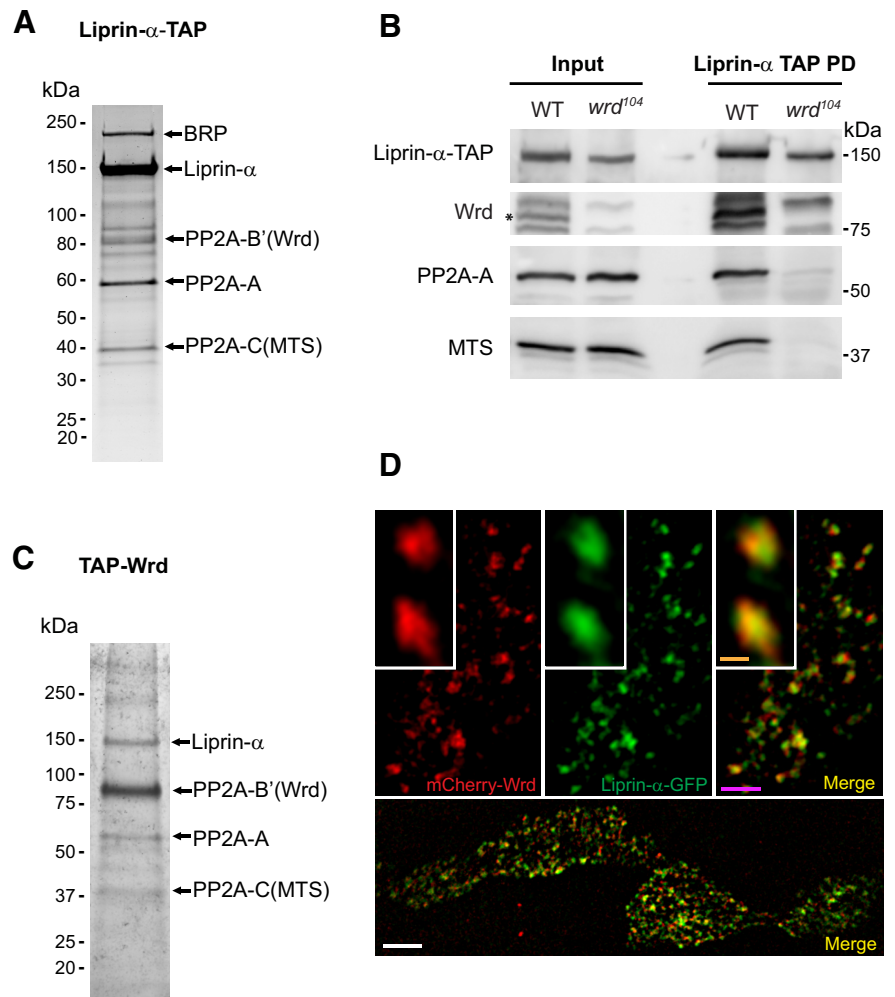 A
Liprin-α-TAP
kDa
250
150
100
80
60
50
40
30
25
20
BRP
Liprin-α
PP2A-B'(Wrd)
PP2A-A
PP2A-C(MTS)
B
Input
Liprin-α TAP PD
WT
wrd104
WT
wrd104
kDa
Liprin-α-TAP
-150
Wrd
*
-75
PP2A-A
-50
MTS
-37
C
TAP-Wrd
kDa
250
150
100
75
50
37
25
20
Liprin-α
PP2A-B'(Wrd)
PP2A-A
PP2A-C(MTS)
D
mCherry-Wrd
Liprin-α-GFP
Merge
Merge